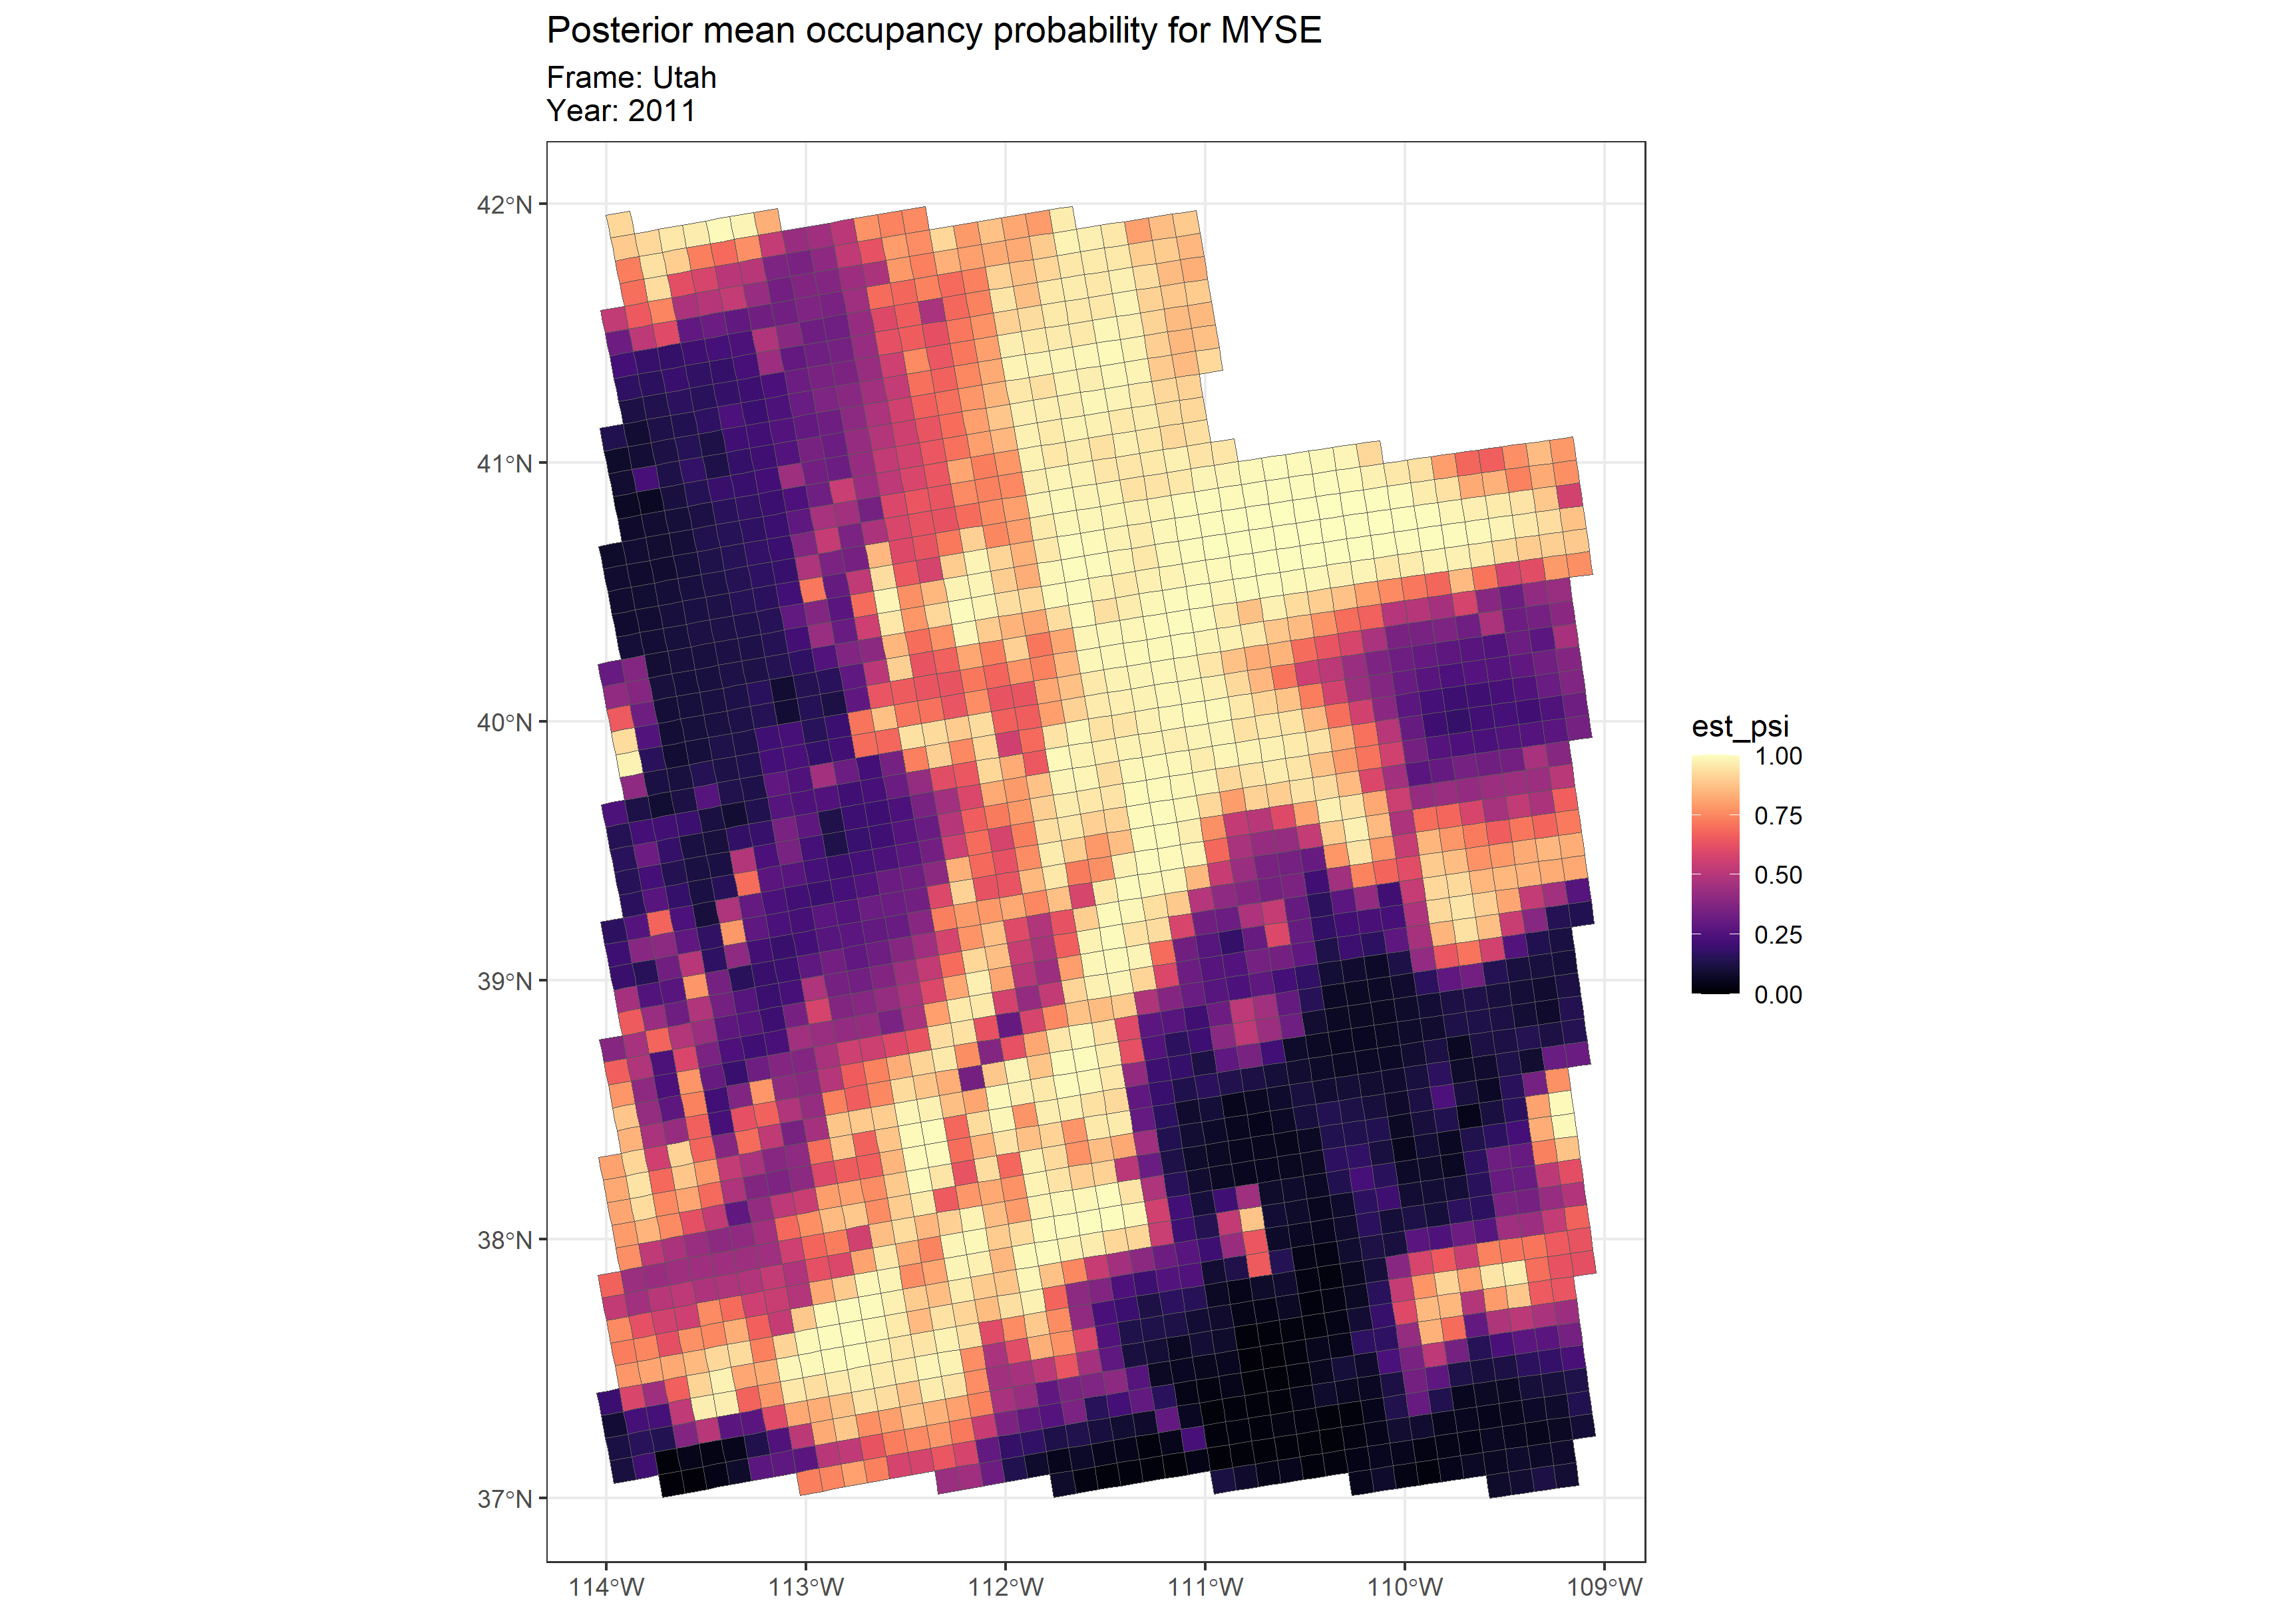 Posterior mean occupancy probability for MYSE
Frame: Utah
Year: 2011
42°N
41°N
40°N
39°N
38°N
37°N
114°W
113°W
112°W
111°W
110°W
109°W
est_psi
1.00
0.75
0.50
0.25
0.00